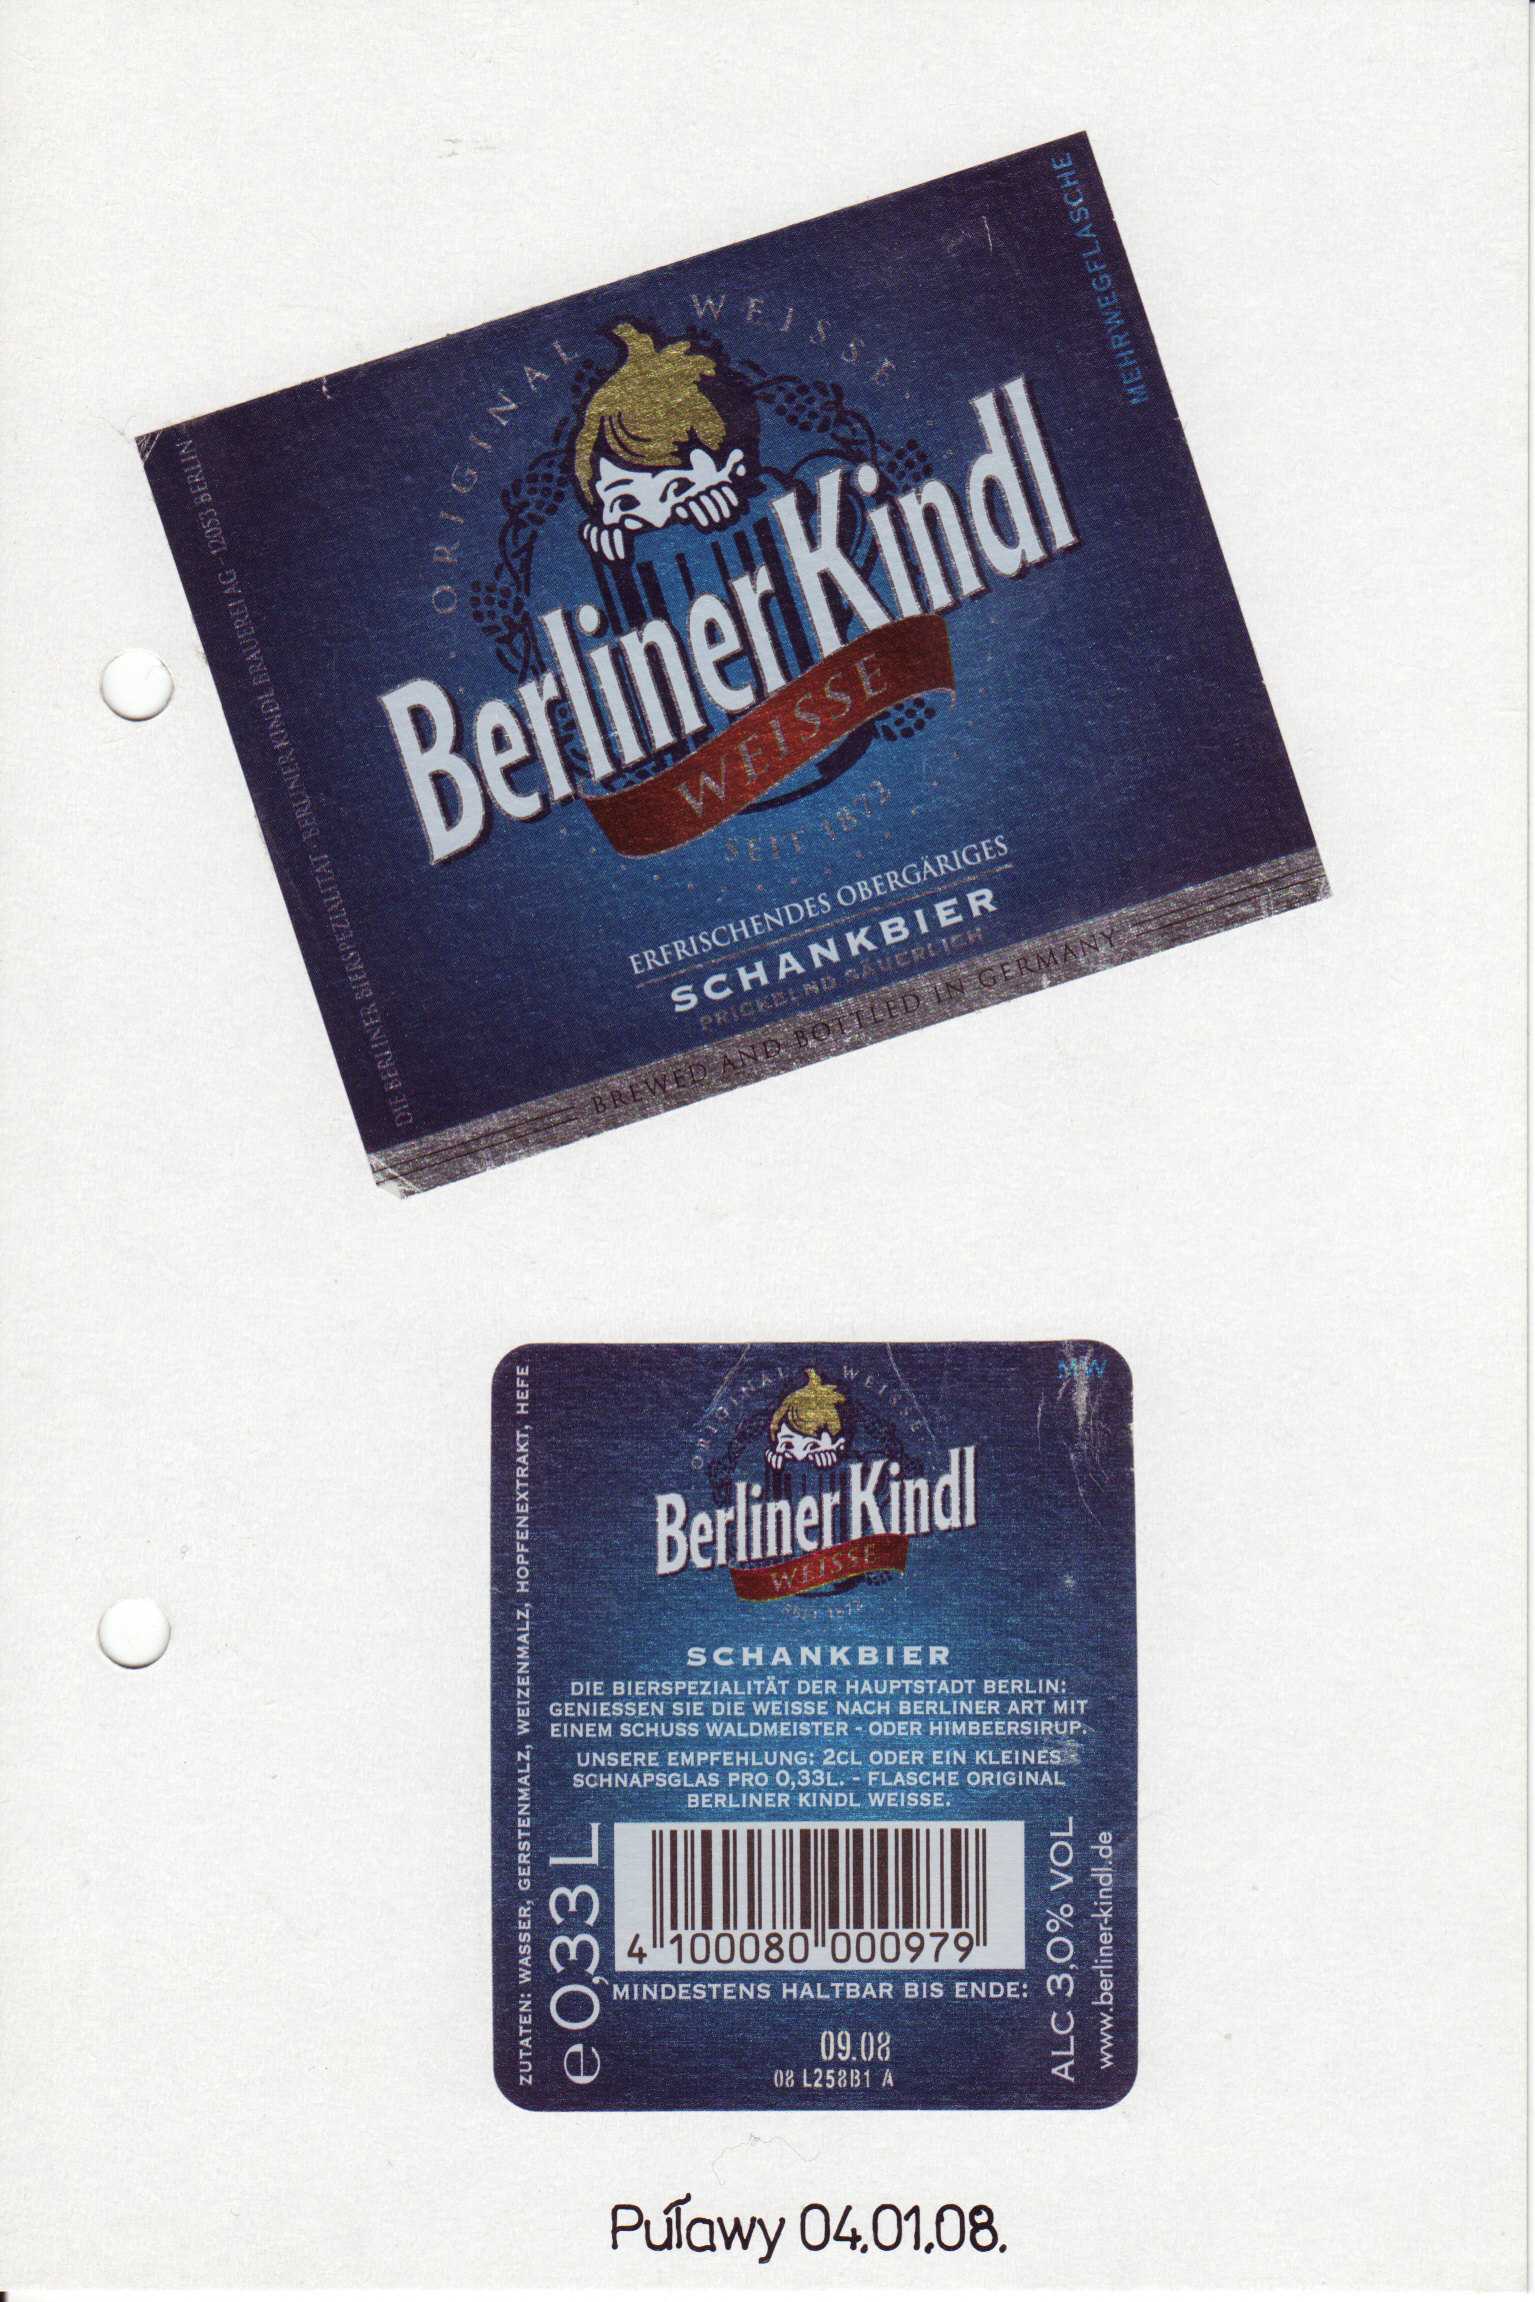 MEHRWEGFLASCHE
DIE BERLINER BIERSPEZIALITÄT · BERLINER KINDL BRAUEREI AG - 12053 BERLIN
ORIGINAL WEISSE
Berliner Kindl
WEISSE
SEIT 1872
ERFRISCHENDES OBERGÄRIGES
SCHANKBIER
PRICKELND SÄUERLICH
BREWED AND BOTTLED IN GERMANY
MW
ZUTATEN: WASSER, GERSTENMALZ, WEIZENMALZ, HOPFENEXTRAKT, HEFE
ORIGINAL WEISSE
Berliner Kindl
WEISSE
SEIT 1872
SCHANKBIER
DIE BIERSPEZIALITÄT DER HAUPTSTADT BERLIN:
GENIESSEN SIE DIE WEISSE NACH BERLINER ART MIT
EINEM SCHUSS WALDMEISTER - ODER HIMBEERSIRUP.
UNSERE EMPFEHLUNG: 2CL ODER EIN KLEINES
SCHNAPSGLAS PRO 0,33L. - FLASCHE ORIGINAL
BERLINER KINDL WEISSE.
e 0,33 L
4 100080 000979
MINDESTENS HALTBAR BIS ENDE:
09.08
08 L258B1 A
ALC 3,0% VOL
www.berliner-kindl.de
Puławy 04.01.08.